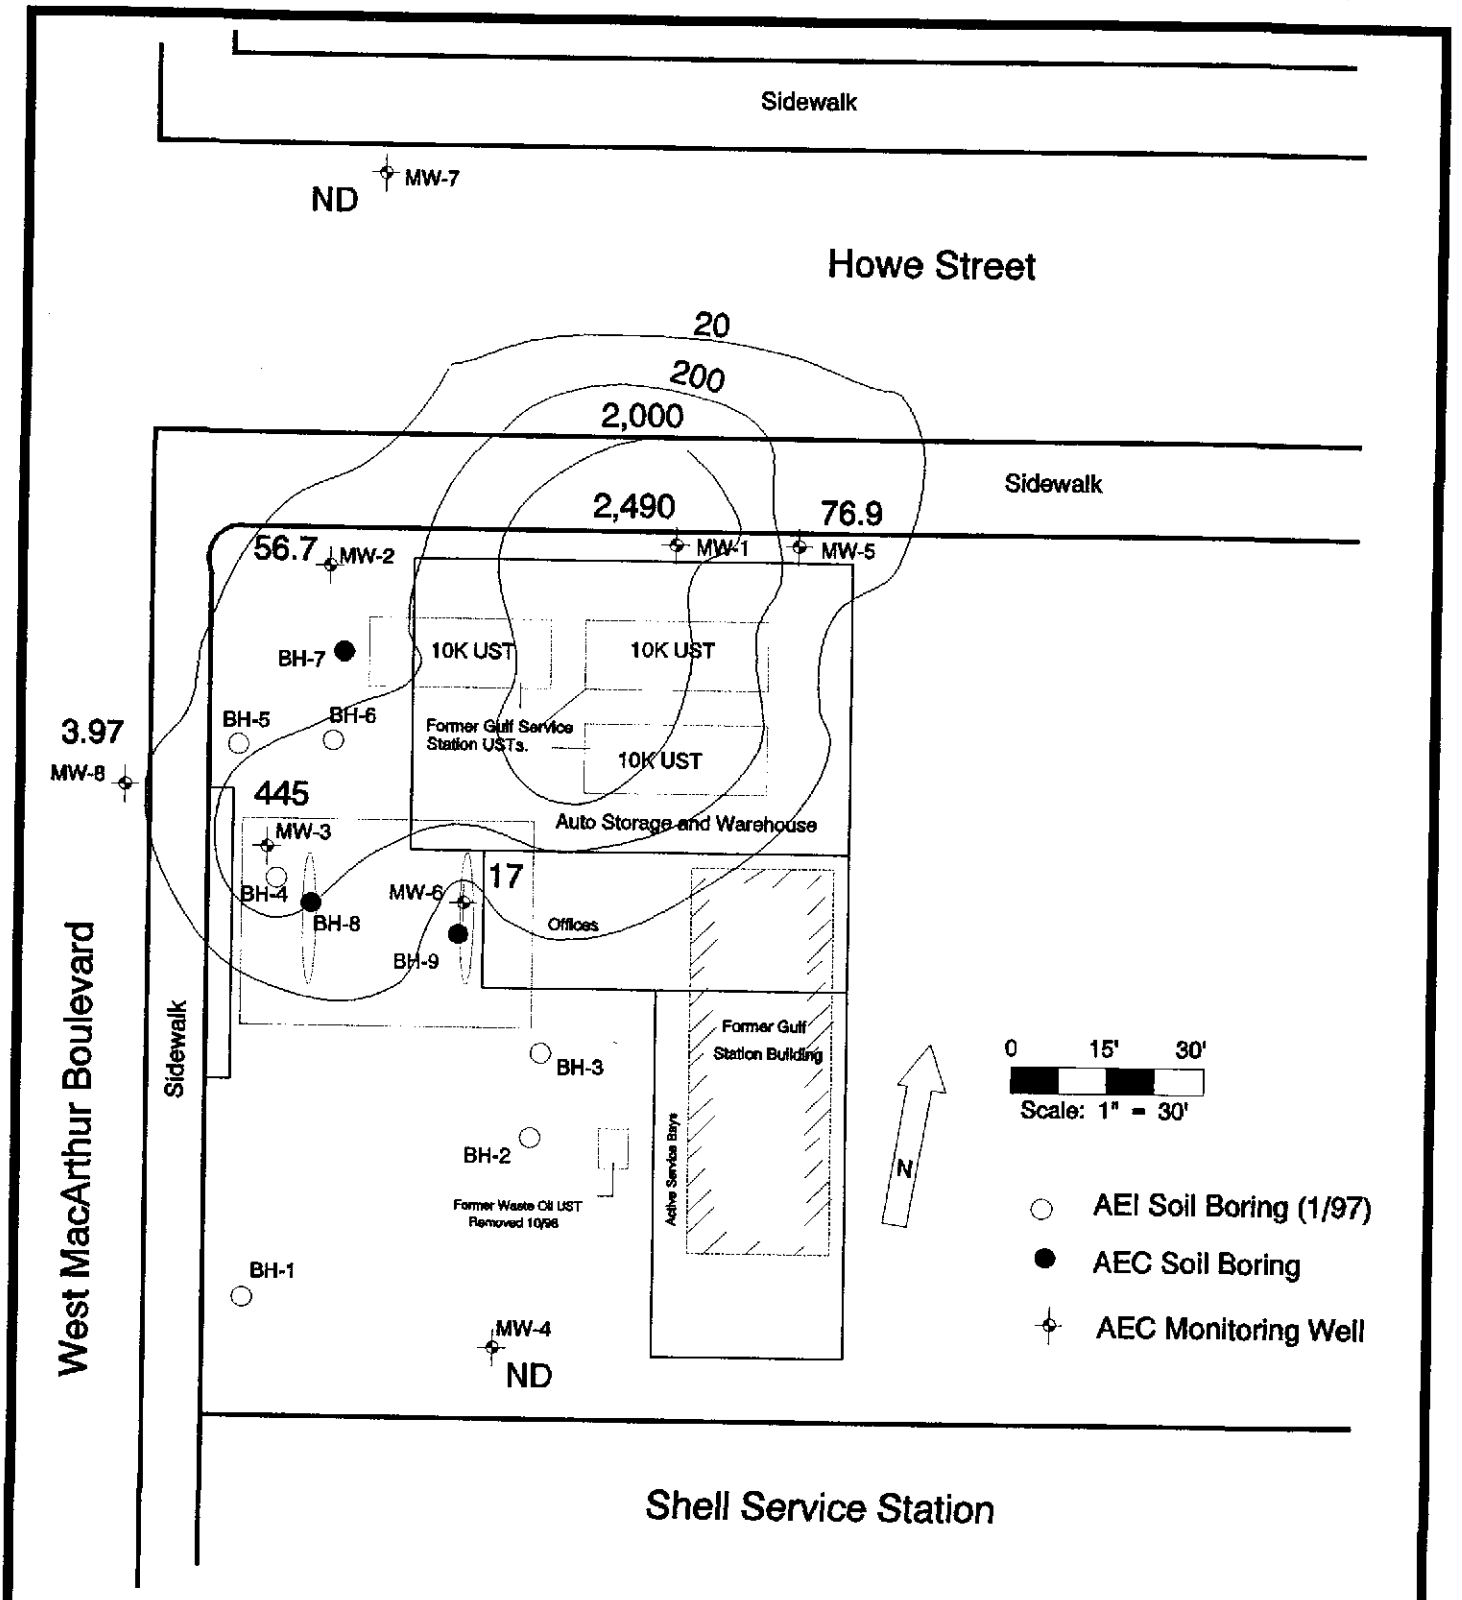 Sidewalk
MW-7
ND
Howe Street
20
200
2,000
Sidewalk
2,490
76.9
MW-1
MW-5
56.7
MW-2
10K UST
10K UST
BH-7
BH-5
BH-6
Former Gulf Service
Station USTs.
3.97
MW-8
10K UST
445
Auto Storage and Warehouse
MW-3
17
BH-4
MW-6
BH-8
Offices
BH-9
West MacArthur Boulevard
Sidewalk
Former Gulf
Station Building
BH-3
0 15' 30'
Scale: 1" = 30'
BH-2
Active Service Bays
N
Former Waste Oil UST
Removed 10/96
AEI Soil Boring (1/97)
AEC Soil Boring
BH-1
AEC Monitoring Well
MW-4
ND
Shell Service Station